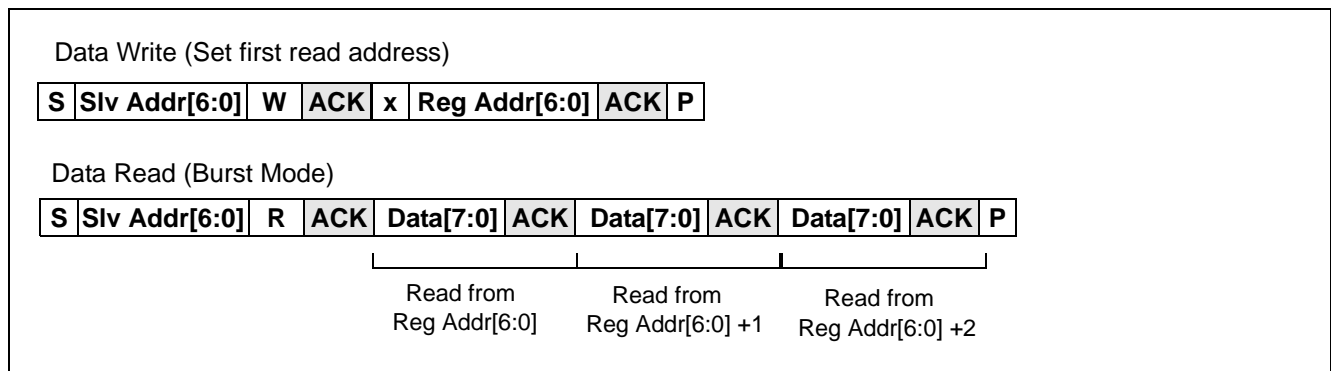 Data Write (Set first read address)
S Slv Addr[6:0] W ACK x Reg Addr[6:0] ACK P
Data Read (Burst Mode)
S Slv Addr[6:0] R ACK Data[7:0] ACK Data[7:0] ACK Data[7:0] ACK P
Read from Read from Read from
Reg Addr[6:0] Reg Addr[6:0] +1 Reg Addr[6:0] +2